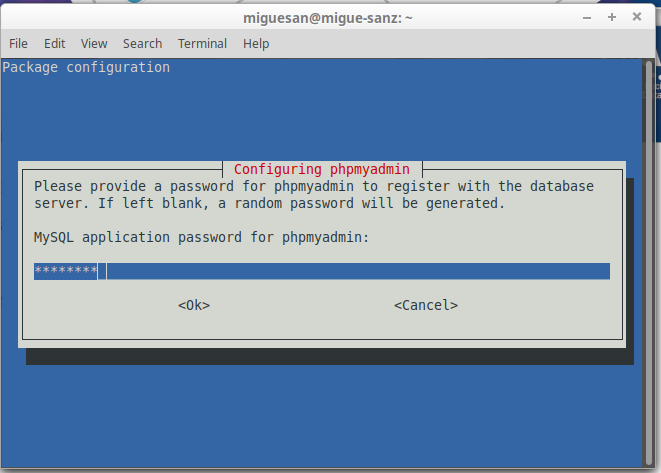 miguesan@migue-sanz: ~
File Edit View Search Terminal Help
Package configuration
Configuring phpmyadmin
Please provide a password for phpmyadmin to register with the database
server. If left blank, a random password will be generated.
MySQL application password for phpmyadmin:
********
<Ok> <Cancel>